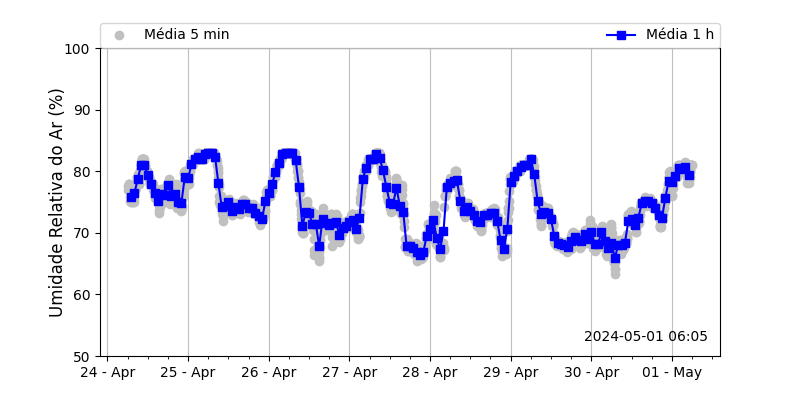 Média 5 min
Média 1 h
Umidade Relativa do Ar (%)
100
90
80
70
60
50
2024-05-01 06:05
24 - Apr
25 - Apr
26 - Apr
27 - Apr
28 - Apr
29 - Apr
30 - Apr
01 - May